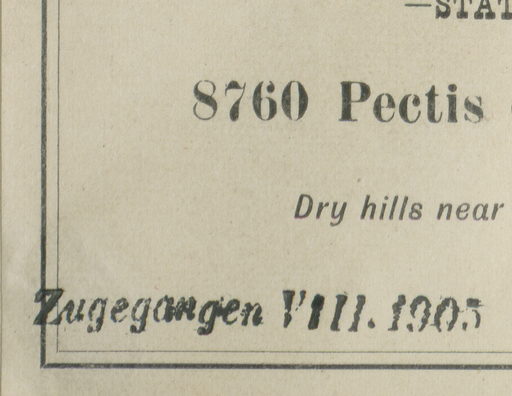 —STAT
8760 Pectis
Dry hills near
Zugegangen VIII. 1905